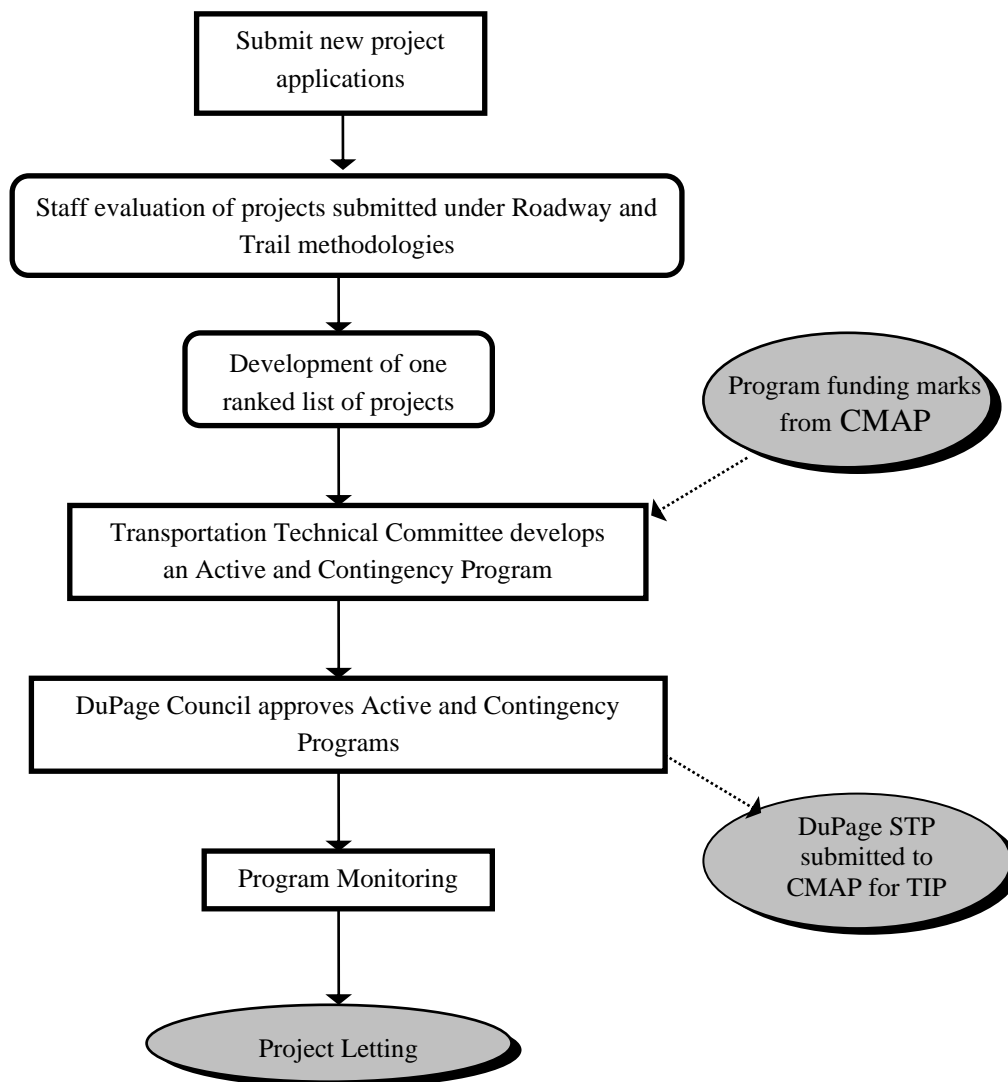 Submit new project
applications
Staff evaluation of projects submitted under Roadway and
Trail methodologies
Development of one
ranked list of projects
Program funding marks
from CMAP
Transportation Technical Committee develops
an Active and Contingency Program
DuPage Council approves Active and Contingency
Programs
DuPage STP
submitted to
CMAP for TIP
Program Monitoring
Project Letting